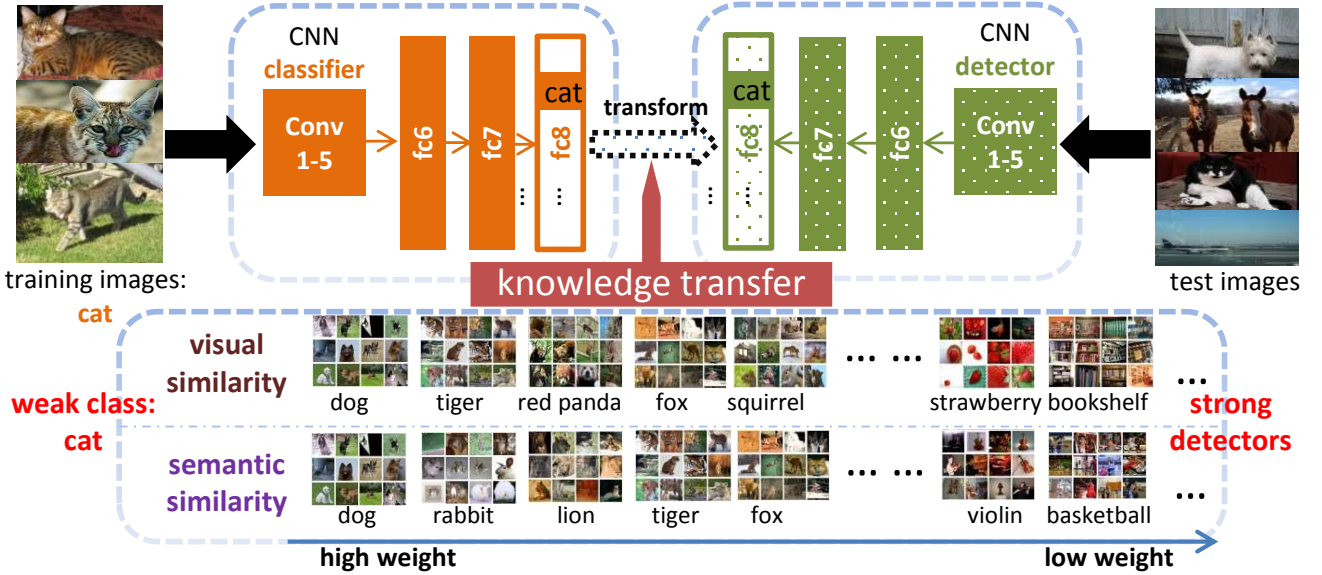 CNN
classifier
Conv
1-5
fc6
fc7
cat
fc8
...
...
transform
cat
fc8
...
...
fc7
fc6
CNN
detector
Conv
1-5
training images:
cat
knowledge transfer
test images
weak class:
cat
visual
similarity
dog
tiger
red panda
fox
squirrel
... ...
strawberry
bookshelf
...
strong
detectors
semantic
similarity
dog
rabbit
lion
tiger
fox
... ...
violin
basketball
...
high weight
low weight